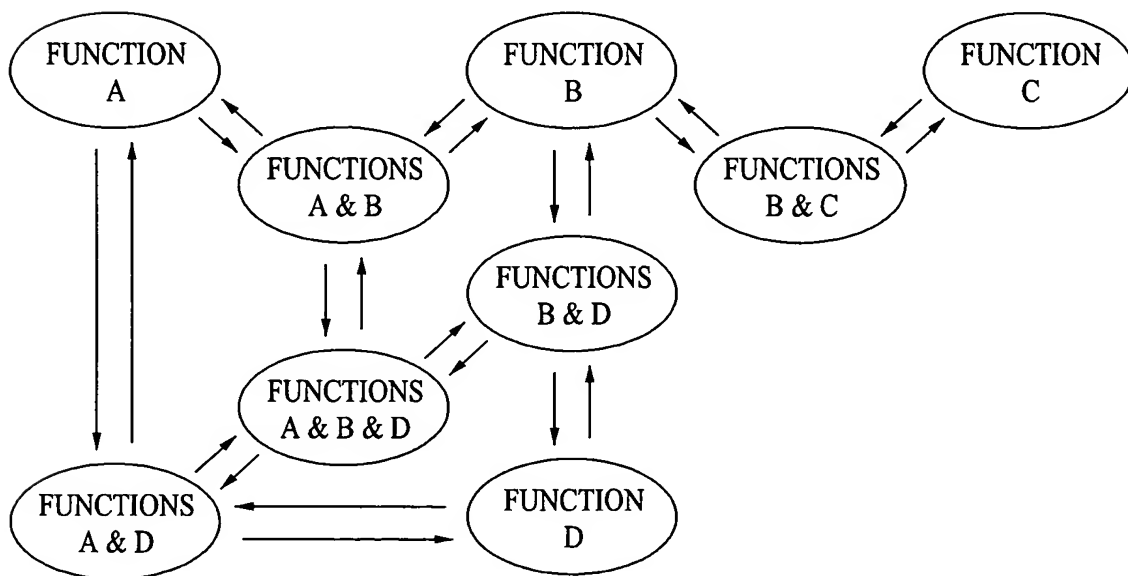 FUNCTION
A
FUNCTION
B
FUNCTION
C
FUNCTIONS
A & B
FUNCTIONS
B & C
FUNCTIONS
B & D
FUNCTIONS
A & B & D
FUNCTIONS
A & D
FUNCTION
D